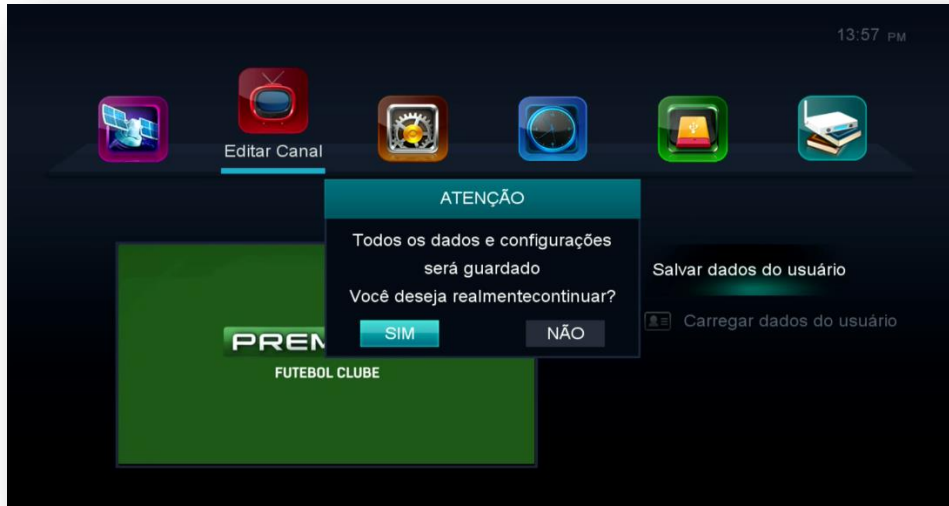 13:57 PM
Editar Canal
ATENÇÃO
Todos os dados e configurações
será guardado
Você deseja realmentecontinuar?
SIM NÃO
Salvar dados do usuário
Carregar dados do usuário
FUTEBOL CLUBE